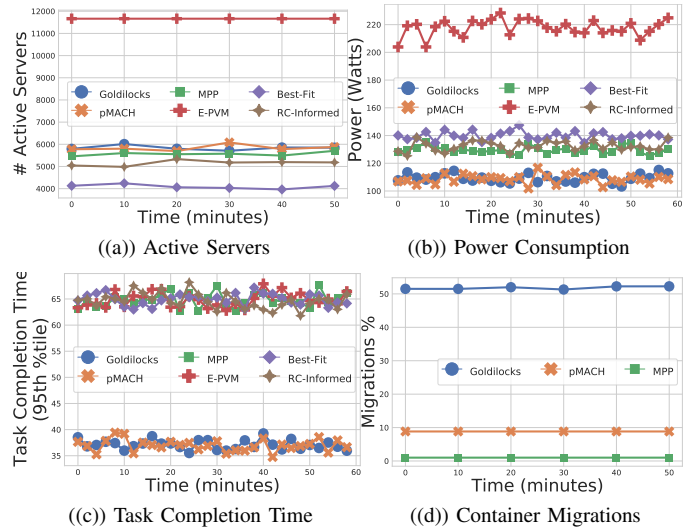 12000
11000
10000
9000
8000
7000
6000
5000
4000
# Active Servers
Goldilocks MPP Best-Fit
pMACH E-PVM RC-Informed
0 10 20 30 40 50
Time (minutes)
((a)) Active Servers
220
200
180
160
140
120
100
Power (Watts)
Goldilocks MPP Best-Fit
pMACH E-PVM RC-Informed
0 10 20 30 40 50 60
Time (minutes)
((b)) Power Consumption
65
60
55
50
45
40
35
Task Completion Time
(95th %tile)
Goldilocks MPP Best-Fit
pMACH E-PVM RC-Informed
0 10 20 30 40 50 60
Time (minutes)
((c)) Task Completion Time
50
40
30
20
10
0
Migrations %
Goldilocks pMACH MPP
0 10 20 30 40 50
Time (minutes)
((d)) Container Migrations